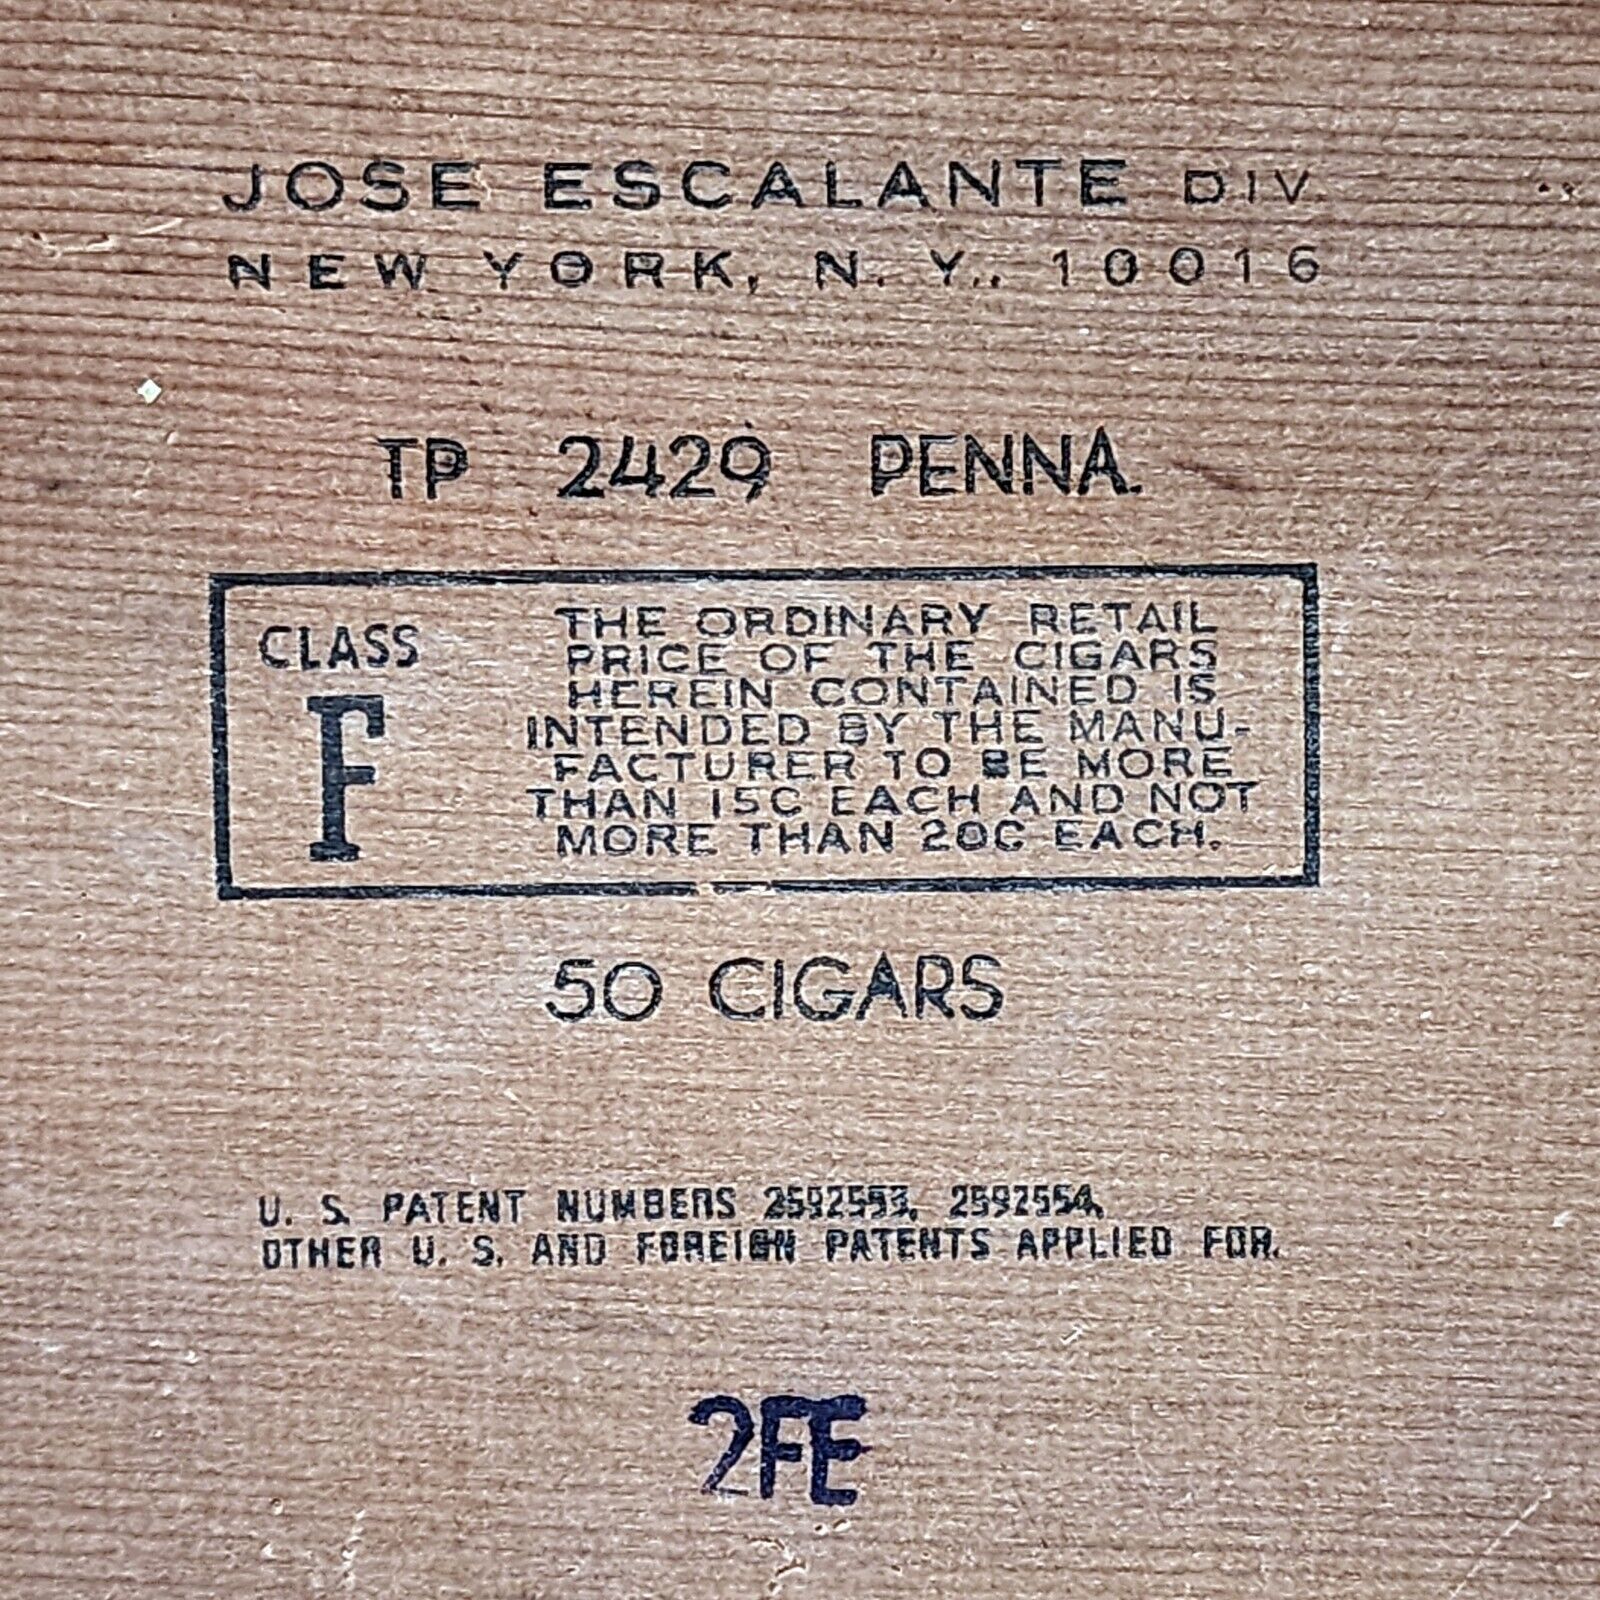 JOSE ESCALANTE DIV.
NEW YORK, N. Y., 10016
TP 2429 PENNA.
CLASS
F
THE ORDINARY RETAIL
PRICE OF THE CIGARS
HEREIN CONTAINED IS
INTENDED BY THE MANU-
FACTURER TO BE MORE
THAN 15C EACH AND NOT
MORE THAN 20C EACH.
50 CIGARS
U. S. PATENT NUMBERS 2592553, 2592554,
OTHER U. S. AND FOREIGN PATENTS APPLIED FOR.
2FE